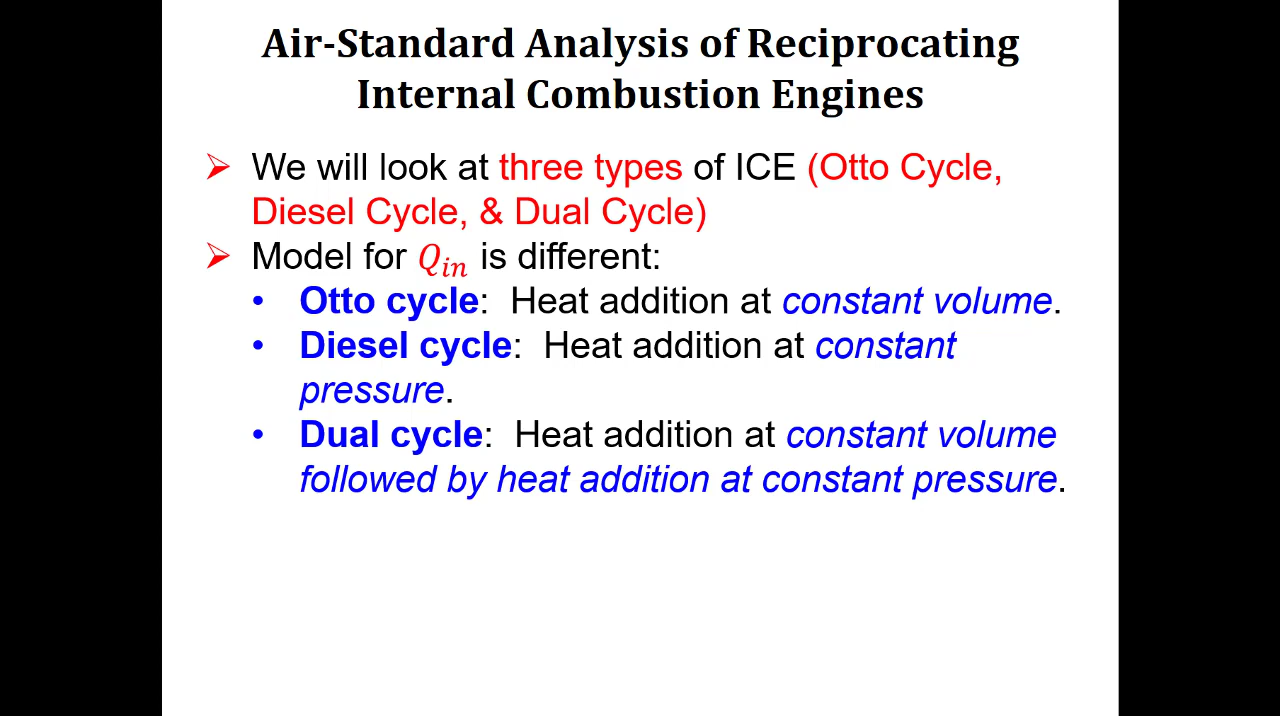 Air-Standard Analysis of Reciprocating
Internal Combustion Engines
➢ We will look at three types of ICE (Otto Cycle,
Diesel Cycle, & Dual Cycle)
➢ Model for Q_in is different:
• Otto cycle: Heat addition at constant volume.
• Diesel cycle: Heat addition at constant
pressure.
• Dual cycle: Heat addition at constant volume
followed by heat addition at constant pressure.